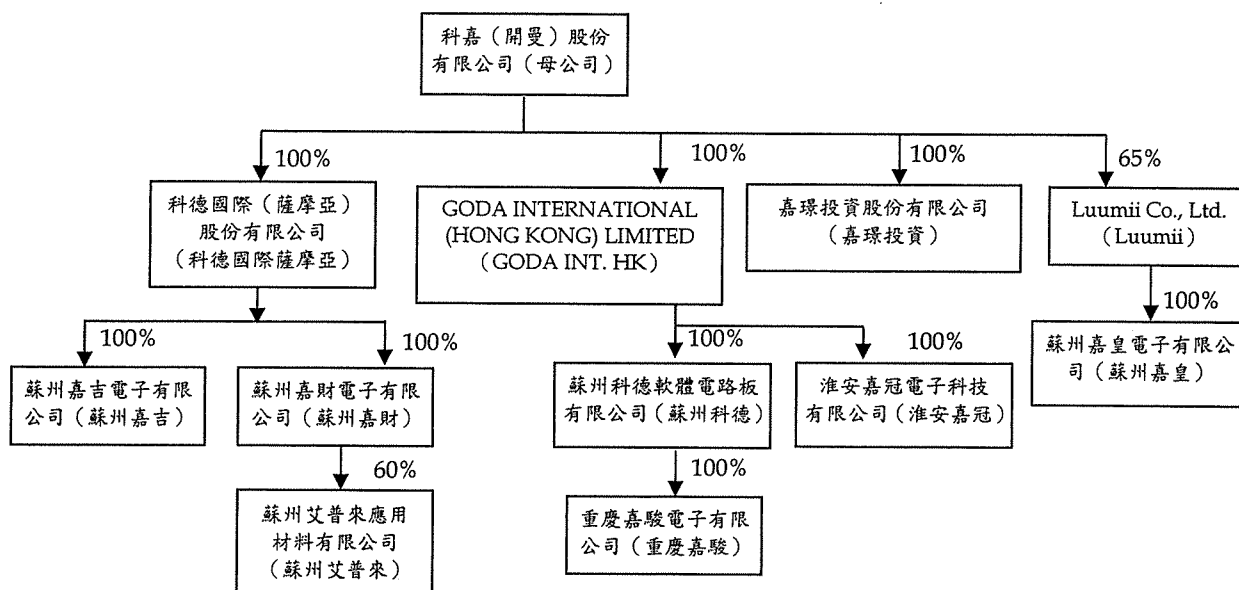 科嘉（開曼）股份
有限公司（母公司）
100%
100%
100%
65%
科德國際（薩摩亞）
股份有限公司
（科德國際薩摩亞）
GODA INTERNATIONAL
(HONG KONG) LIMITED
（GODA INT. HK）
嘉璟投資股份有限公司
（嘉璟投資）
Luumii Co., Ltd.
（Luumii）
100%
100%
100%
100%
100%
蘇州嘉吉電子有限
公司（蘇州嘉吉）
蘇州嘉財電子有限
公司（蘇州嘉財）
蘇州科德軟體電路板
有限公司（蘇州科德）
淮安嘉冠電子科技
有限公司（淮安嘉冠）
蘇州嘉皇電子有限公
司（蘇州嘉皇）
60%
100%
蘇州艾普來應用
材料有限公司
（蘇州艾普來）
重慶嘉駿電子有限
公司（重慶嘉駿）